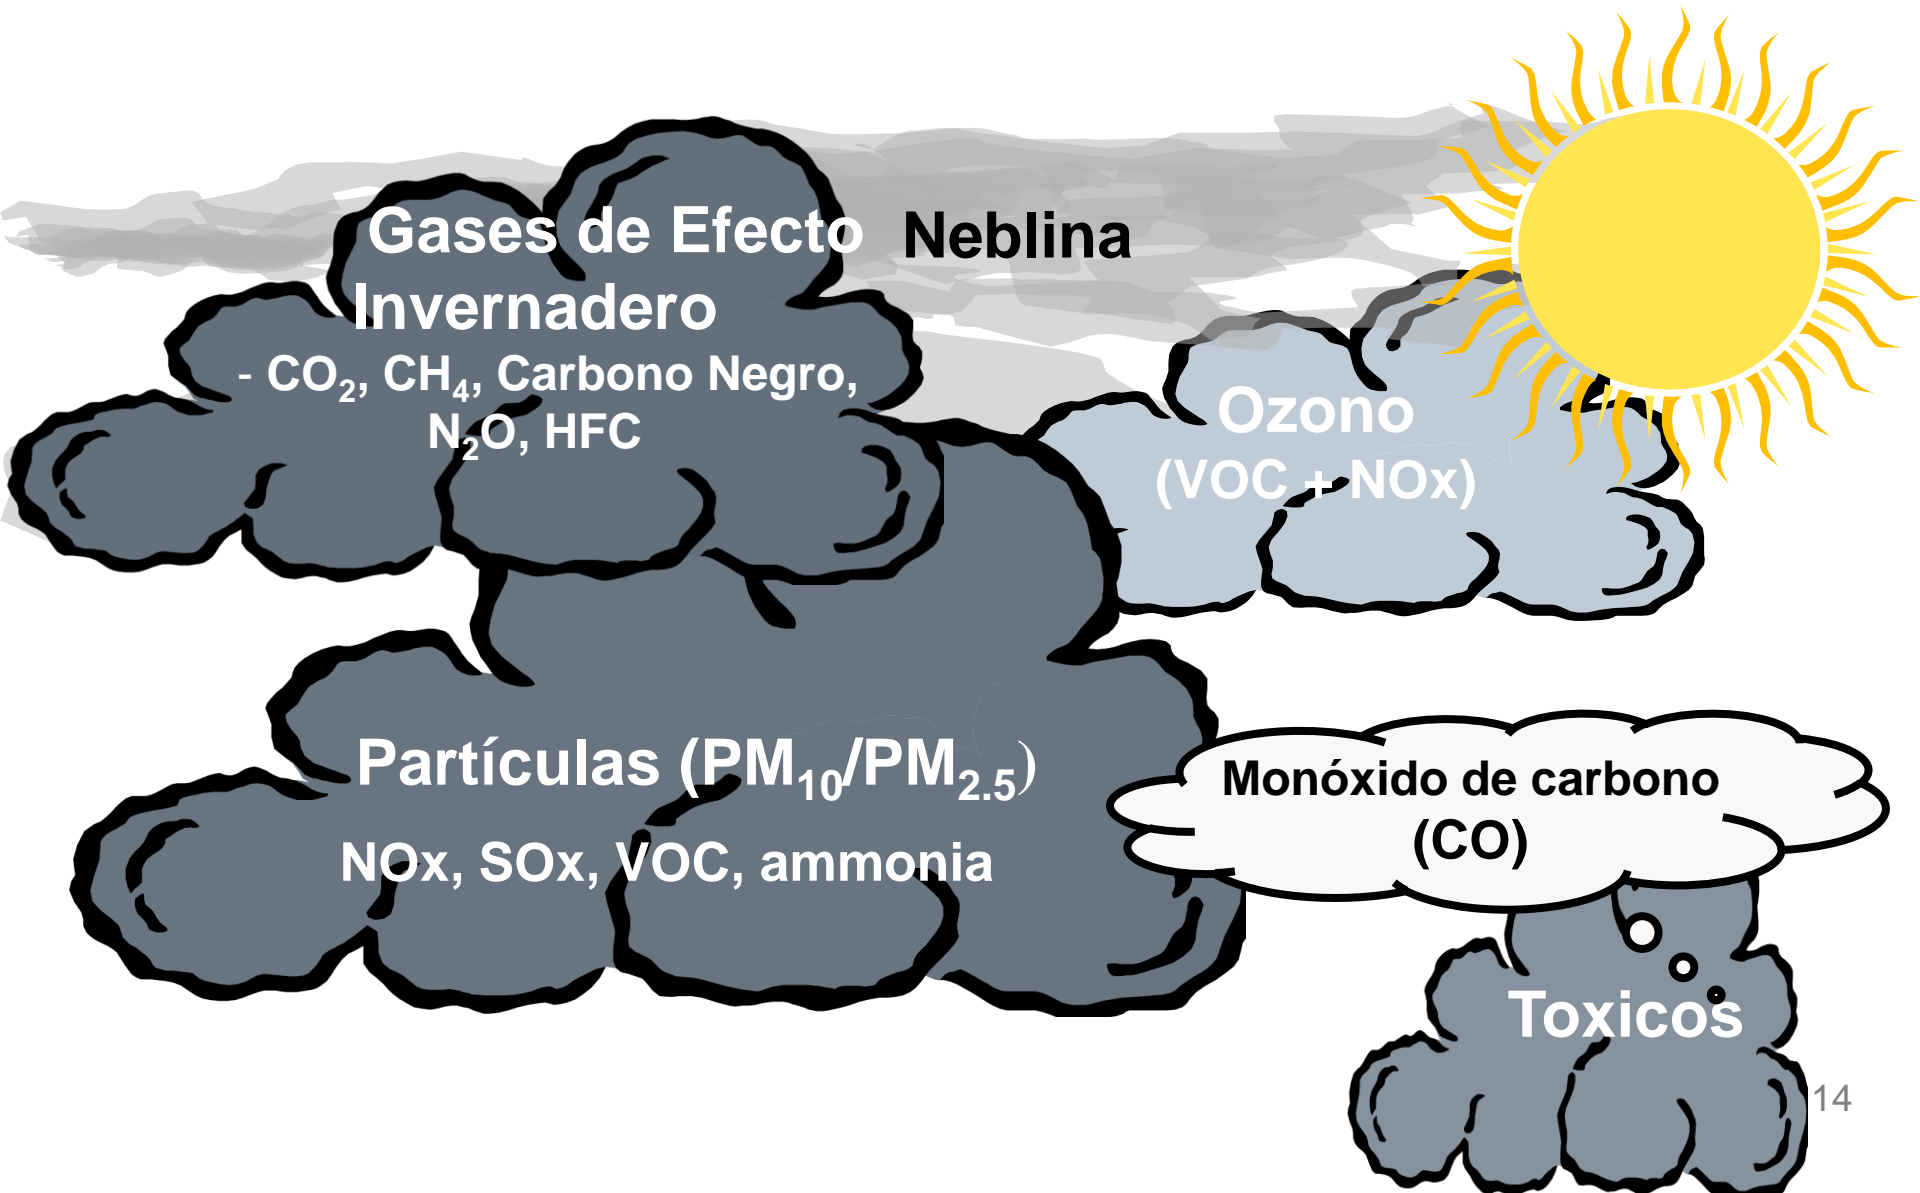 Gases de Efecto
Invernadero
- CO₂, CH₄, Carbono Negro,
N₂O, HFC
Neblina
Ozono
(VOC + NOx)
Partículas (PM₁₀/PM₂.₅)
NOx, SOx, VOC, ammonia
Monóxido de carbono
(CO)
Toxicos
14